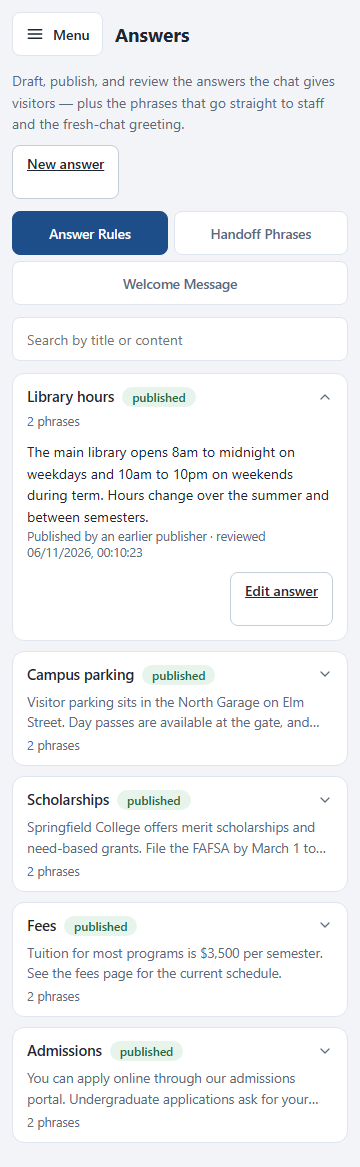 Menu
Answers
Draft, publish, and review the answers the chat gives
visitors — plus the phrases that go straight to staff
and the fresh-chat greeting.
New answer
Answer Rules
Handoff Phrases
Welcome Message
Search by title or content
Library hours published
2 phrases
The main library opens 8am to midnight on
weekdays and 10am to 10pm on weekends
during term. Hours change over the summer and
between semesters.
Published by an earlier publisher · reviewed
06/11/2026, 00:10:23
Edit answer
Campus parking published
Visitor parking sits in the North Garage on Elm
Street. Day passes are available at the gate, and...
2 phrases
Scholarships published
Springfield College offers merit scholarships and
need-based grants. File the FAFSA by March 1 to...
2 phrases
Fees published
Tuition for most programs is $3,500 per semester.
See the fees page for the current schedule.
2 phrases
Admissions published
You can apply online through our admissions
portal. Undergraduate applications ask for your...
2 phrases